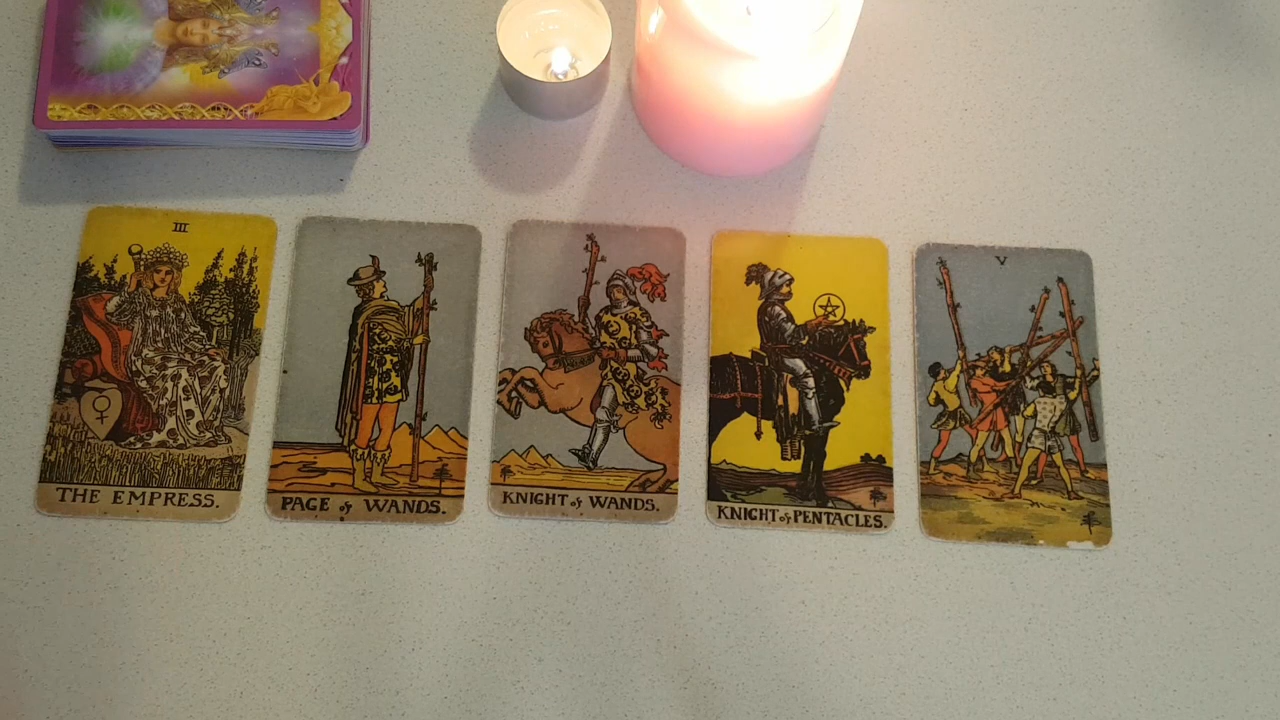 III
THE EMPRESS.
PAGE of WANDS.
KNIGHT of WANDS.
KNIGHT of PENTACLES.
V